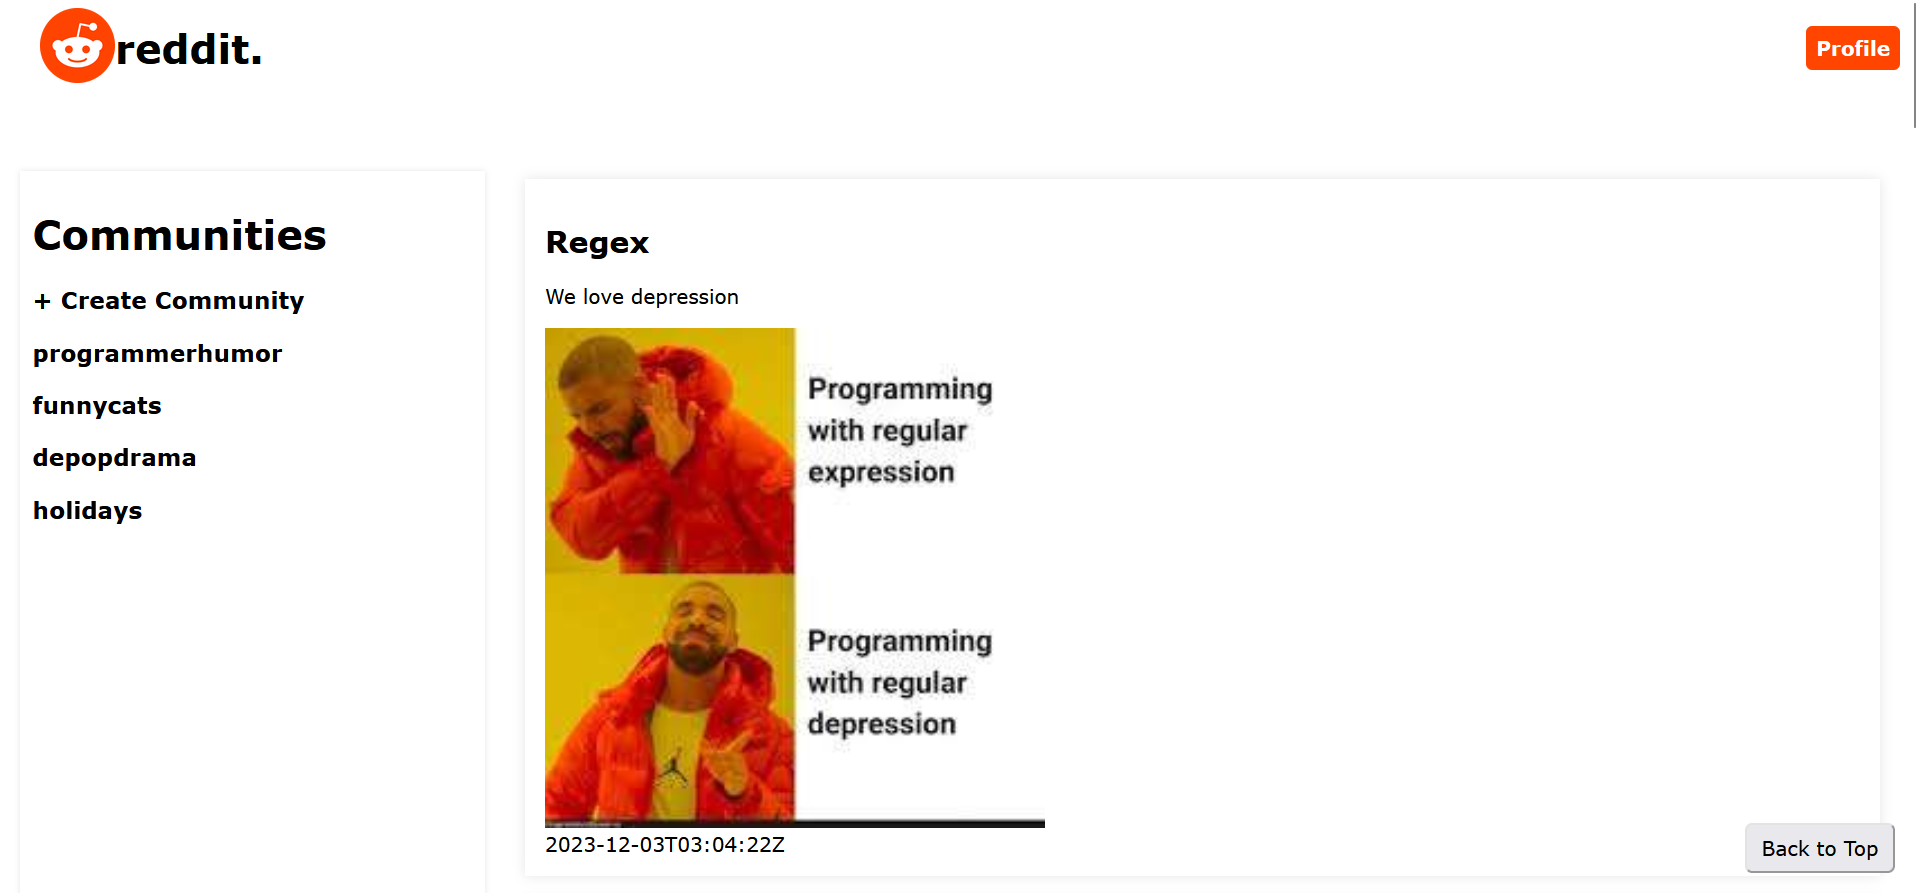 reddit.
Profile
Communities
+ Create Community
programmerhumor
funnycats
depopdrama
holidays
Regex
We love depression
Programming
with regular
expression
Programming
with regular
depression
2023-12-03T03:04:22Z
Back to Top